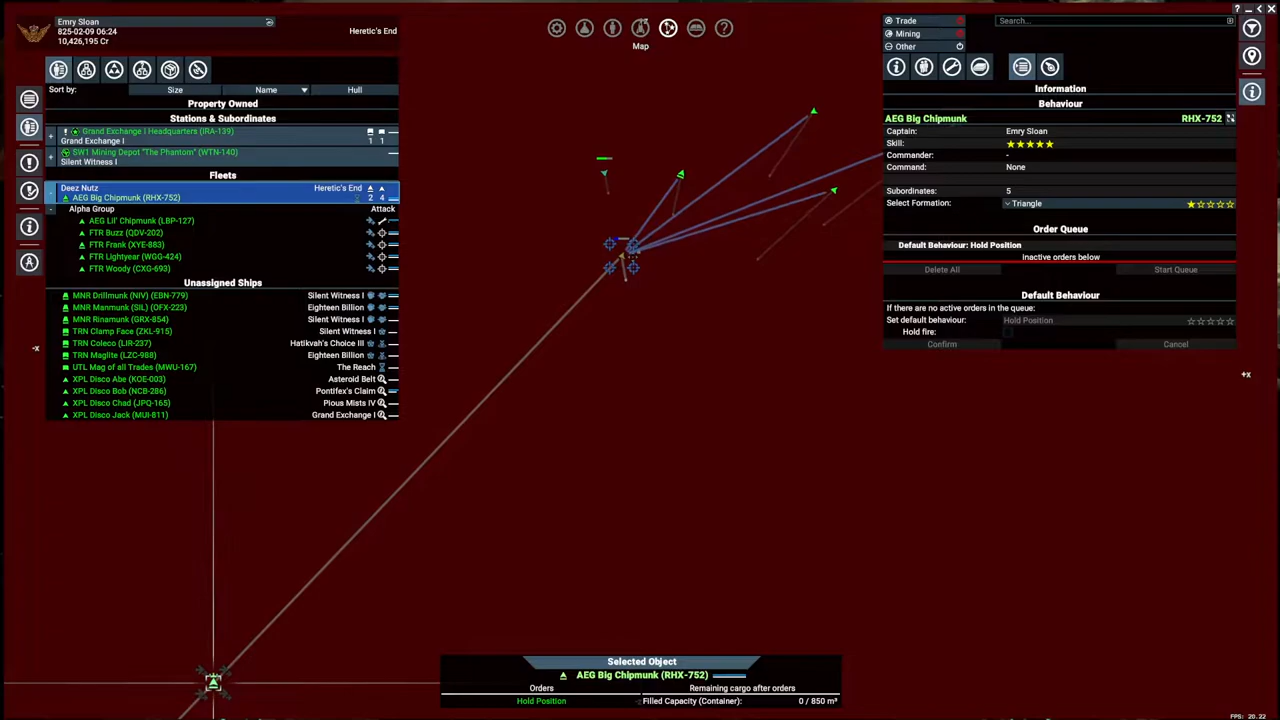 Emry Sloan
825-02-09 06:24
10,426,195 Cr
Heretic's End
Map
Sort by:
Size
Name
Hull
Property Owned
Stations & Subordinates
Grand Exchange I Headquarters (IRA-139)
Grand Exchange I
1 1
SW1 Mining Depot "The Phantom" (WTN-140)
Silent Witness I
Fleets
Deez Nutz
Heretic's End
AEG Big Chipmunk (RHX-752)
2 4
Alpha Group
Attack
AEG Lil' Chipmunk (LBP-127)
FTR Buzz (QDV-202)
FTR Frank (XYE-883)
FTR Lightyear (WGG-424)
FTR Woody (CXG-693)
Unassigned Ships
MNR Drillmunk (NIV) (EBN-779) Silent Witness I
MNR Manmunk (SIL) (OFX-223) Eighteen Billion
MNR Rinamunk (GRX-854) Silent Witness I
TRN Clamp Face (ZKL-915) Silent Witness I
TRN Coleco (LIR-237) Hatikvah's Choice III
TRN Maglite (LZC-988) Eighteen Billion
UTL Mag of all Trades (MWU-167) The Reach
XPL Disco Abe (KOE-003) Asteroid Belt
XPL Disco Bob (NCB-286) Pontifex's Claim
XPL Disco Chad (JPQ-165) Pious Mists IV
XPL Disco Jack (MUI-811) Grand Exchange I
-x
+x
Trade
Mining
Other
Search...
Information
Behaviour
AEG Big Chipmunk RHX-752
Captain: Emry Sloan
Skill: ★★★★★
Commander: -
Command: None
Subordinates: 5
Select Formation: Triangle
Order Queue
Default Behaviour: Hold Position
Inactive orders below
Delete All
Start Queue
Default Behaviour
If there are no active orders in the queue:
Set default behaviour: Hold Position
Hold fire:
Confirm
Cancel
Selected Object
AEG Big Chipmunk (RHX-752)
Orders
Remaining cargo after orders
Hold Position
Filled Capacity (Container): 0 / 850 m³
FPS: 20.22